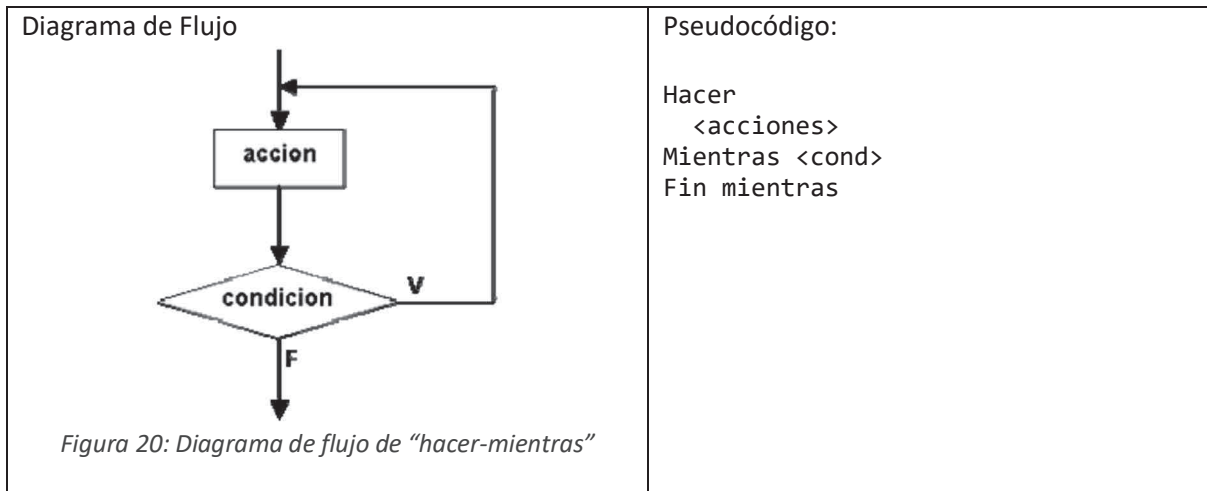 Diagrama de Flujo
accion
condicion
V
F
Figura 20: Diagrama de flujo de “hacer-mientras”
Pseudocódigo:
Hacer
<acciones>
Mientras <cond>
Fin mientras